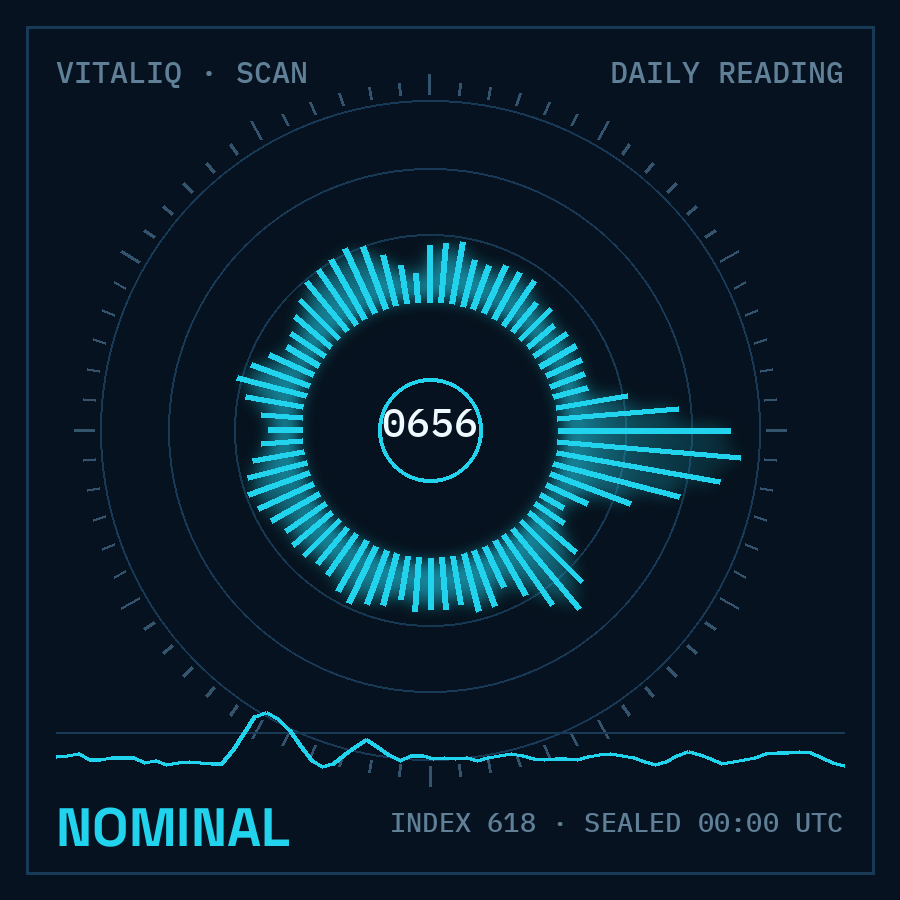 VITALIQ · SCAN
DAILY READING
0656
NOMINAL
INDEX 618 · SEALED 00:00 UTC